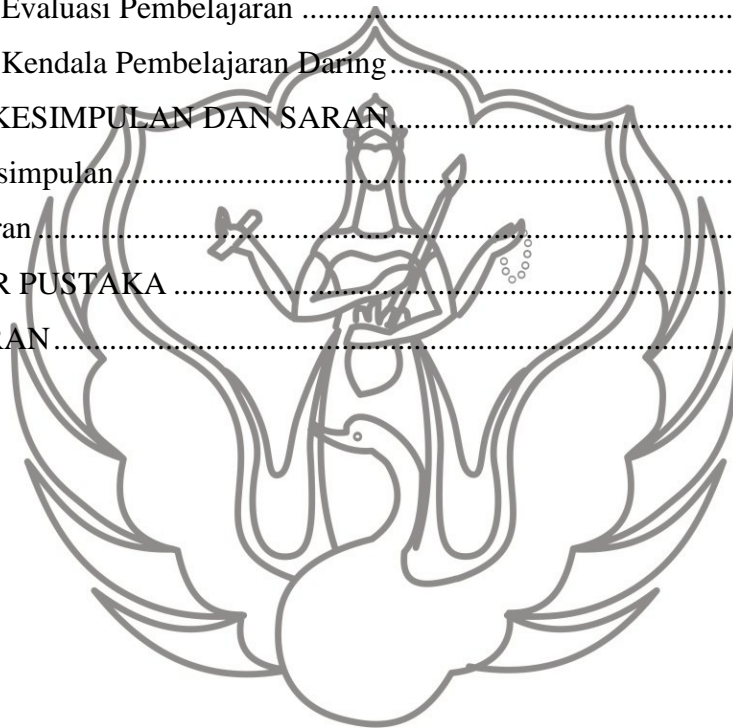 Evaluasi Pembelajaran ......................................................
Kendala Pembelajaran Daring ...........................................
KESIMPULAN DAN SARAN ...........................................
simpulan ..............................................................................
ran ........................................................................................
R PUSTAKA ......................................................................
RAN .....................................................................................